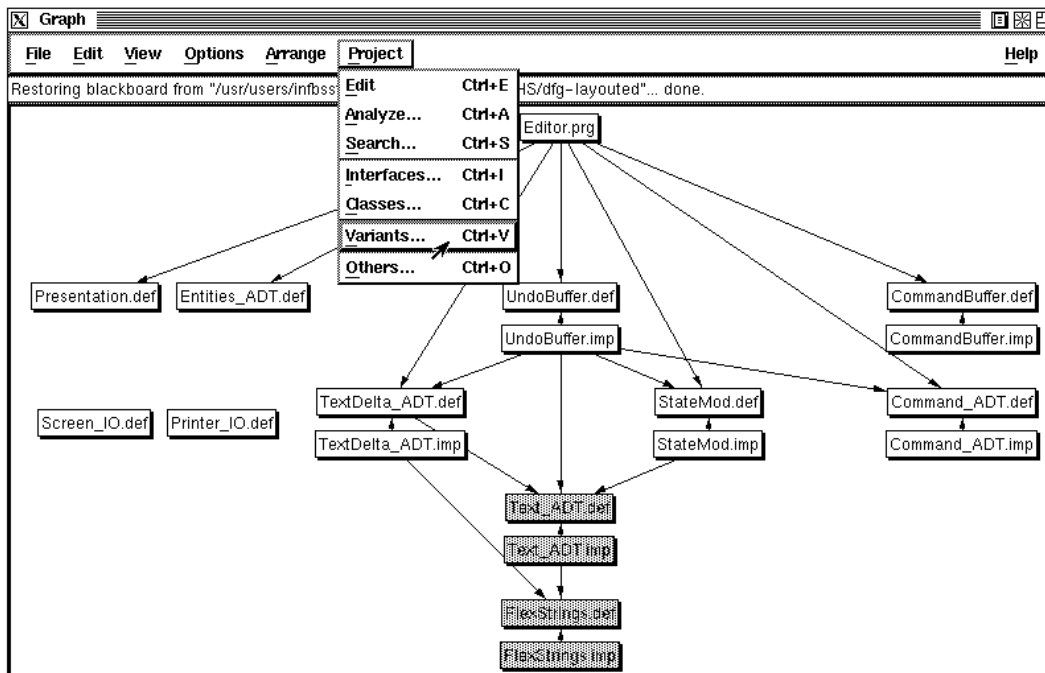 Graph
File Edit View Options Arrange Project Help
Restoring blackboard from "/usr/users/infbss HS/dfg-layouted"... done.
Edit Ctrl+E
Analyze... Ctrl+A
Search... Ctrl+S
Interfaces... Ctrl+I
Classes... Ctrl+C
Variants... Ctrl+V
Others... Ctrl+O
Editor.prg
Presentation.def Entities_ADT.def UndoBuffer.def CommandBuffer.def
UndoBuffer.imp CommandBuffer.imp
TextDelta_ADT.def StateMod.def Command_ADT.def
Screen_IO.def Printer_IO.def
TextDelta_ADT.imp StateMod.imp Command_ADT.imp
Text_ADT.def
Text_ADT.imp
FlexStrings.def
FlexStrings.imp